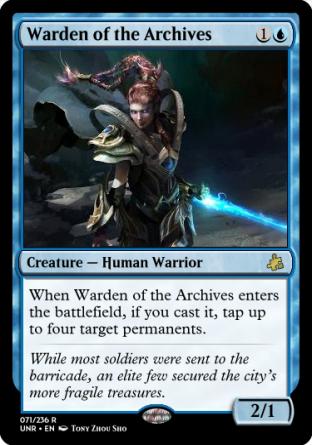 Warden of the Archives 1
Creature — Human Warrior
When Warden of the Archives enters
the battlefield, if you cast it, tap up
to four target permanents.
While most soldiers were sent to the
barricade, an elite few secured the city's
more fragile treasures.
071/236 R
UNR • EN Tony Zhou Sho
2/1